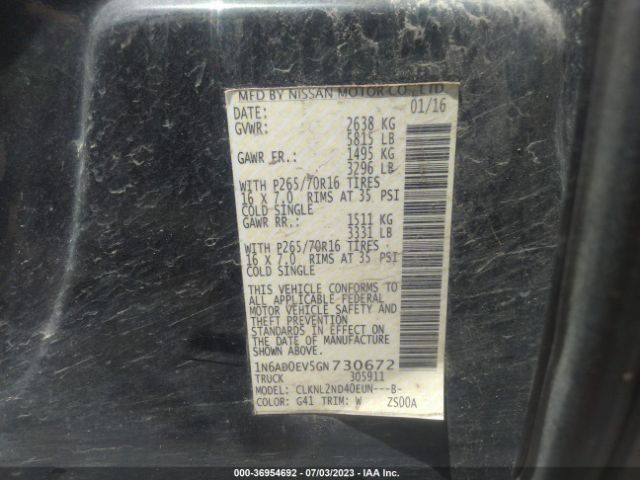 MFD BY NISSAN MOTOR CO., LTD.
DATE: 01/16
GVWR: 2638 KG
5815 LB
GAWR FR.: 1495 KG
3296 LB
WITH P265/70R16 TIRES
16 X 7.0 RIMS AT 35 PSI
COLD SINGLE
GAWR RR.: 1511 KG
3331 LB
WITH P265/70R16 TIRES
16 X 7.0 RIMS AT 35 PSI
COLD SINGLE
THIS VEHICLE CONFORMS TO
ALL APPLICABLE FEDERAL
MOTOR VEHICLE SAFETY AND
THEFT PREVENTION
STANDARDS IN EFFECT ON
THE DATE OF MANUFACTURE
SHOWN ABOVE.
1N6AB0EV5GN730672
TRUCK 305911
MODEL: CLKNL2ND40EUN---B-
COLOR: G41 TRIM: W ZS00A
000-36954692 - 07/03/2023 - IAA Inc.